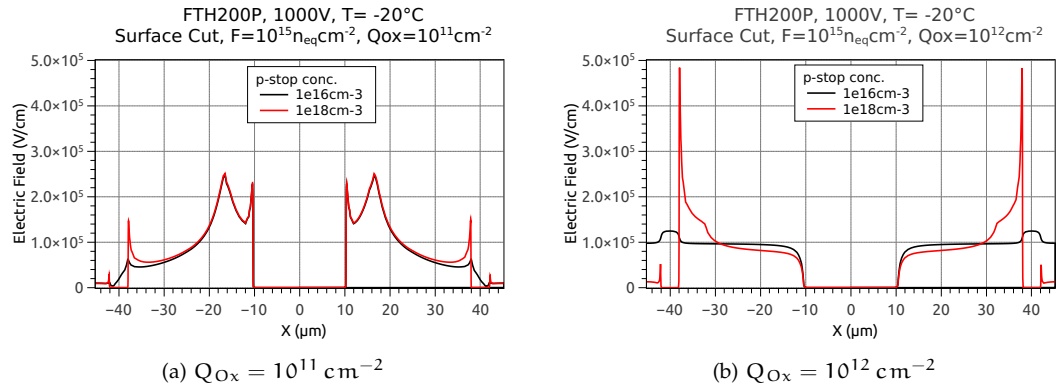 FTH200P, 1000V, T= -20°C
Surface Cut, F=10¹⁵nₑqcm⁻², Qox=10¹¹cm⁻²
5.0×10⁵
4.0×10⁵
3.0×10⁵
2.0×10⁵
1.0×10⁵
0
Electric Field (V/cm)
p-stop conc.
1e16cm-3
1e18cm-3
−40 −30 −20 −10 0 10 20 30 40
X (µm)
(a) Q_Ox = 10¹¹ cm⁻²
FTH200P, 1000V, T= -20°C
Surface Cut, F=10¹⁵nₑqcm⁻², Qox=10¹²cm⁻²
5.0×10⁵
4.0×10⁵
3.0×10⁵
2.0×10⁵
1.0×10⁵
0
Electric Field (V/cm)
p-stop conc.
1e16cm-3
1e18cm-3
−40 −30 −20 −10 0 10 20 30 40
X (µm)
(b) Q_Ox = 10¹² cm⁻²